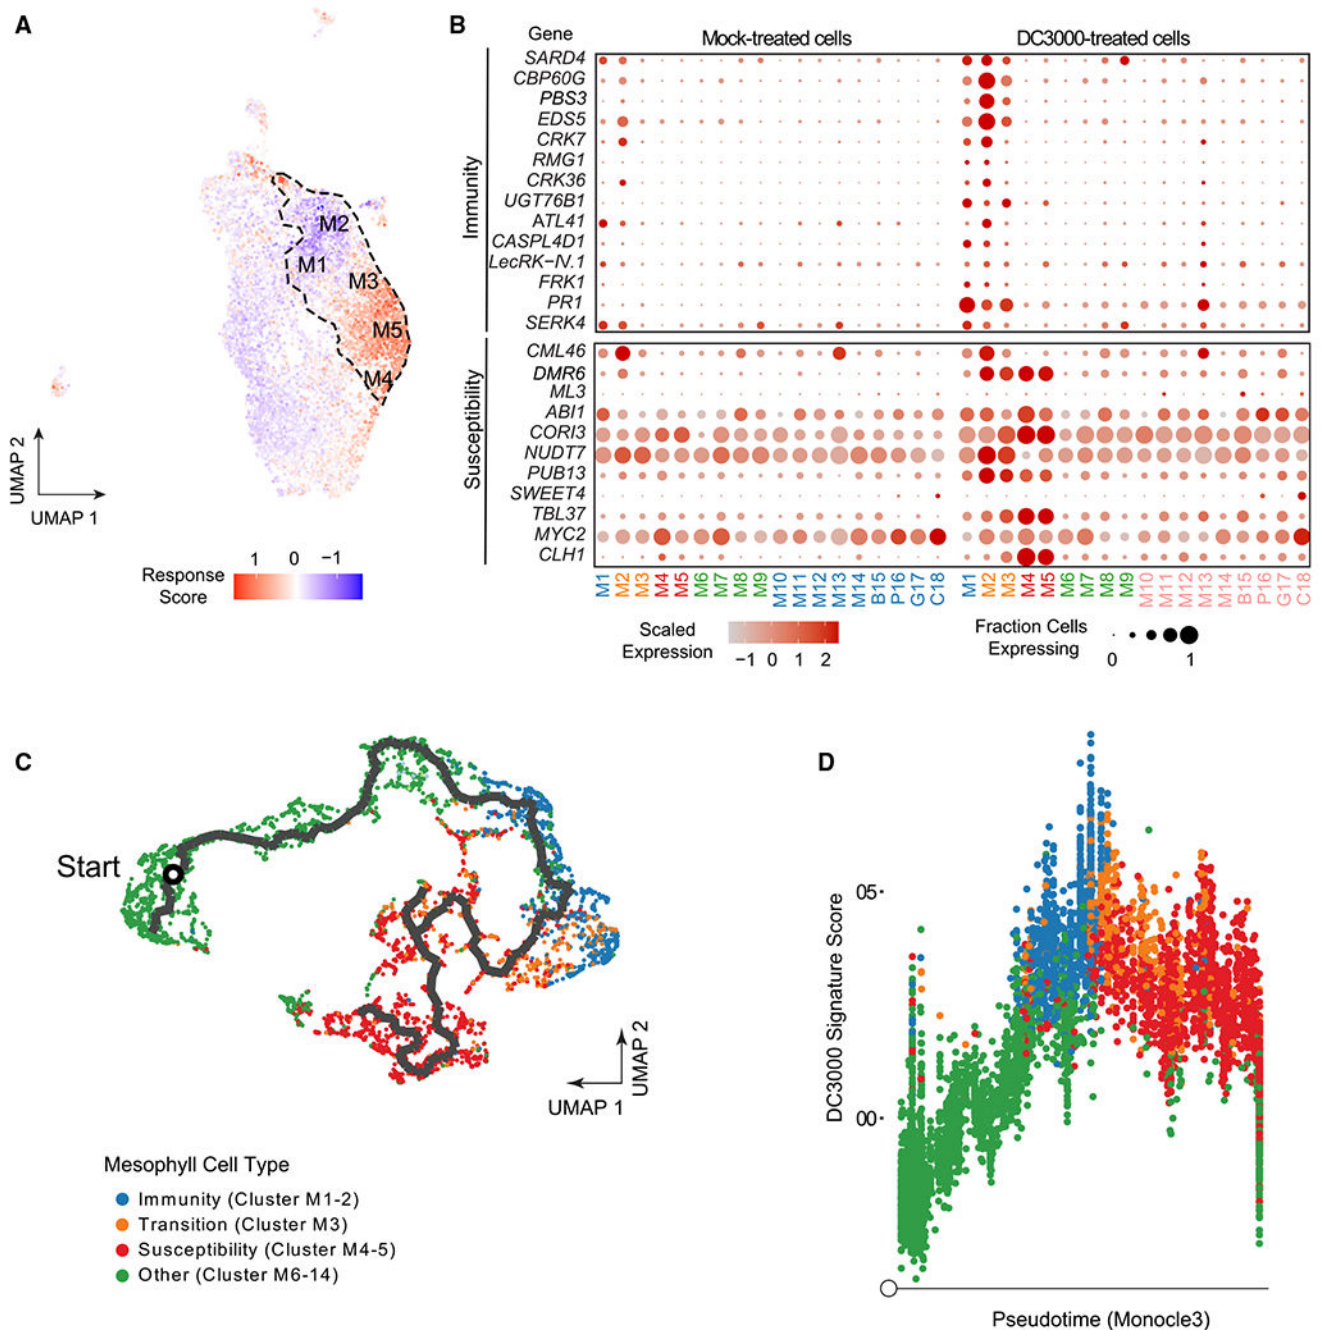 A
M2
M1
M3
M5
M4
UMAP 2
UMAP 1
Response
Score
1 0 −1
B
Gene
Mock-treated cells
DC3000-treated cells
Immunity
SARD4
CBP60G
PBS3
EDS5
CRK7
RMG1
CRK36
UGT76B1
ATL41
CASPL4D1
LecRK−IV.1
FRK1
PR1
SERK4
Susceptibility
CML46
DMR6
ML3
ABI1
CORI3
NUDT7
PUB13
SWEET4
TBL37
MYC2
CLH1
M1 M2 M3 M4 M5 M6 M7 M8 M9 M10 M11 M12 M13 M14 B15 P16 G17 C18
M1 M2 M3 M4 M5 M6 M7 M8 M9 M10 M11 M12 M13 M14 B15 P16 G17 C18
Scaled
Expression
−1 0 1 2
Fraction Cells
Expressing
0 1
C
Start
UMAP 2
UMAP 1
Mesophyll Cell Type
Immunity (Cluster M1-2)
Transition (Cluster M3)
Susceptibility (Cluster M4-5)
Other (Cluster M6-14)
D
DC3000 Signature Score
05
00
Pseudotime (Monocle3)